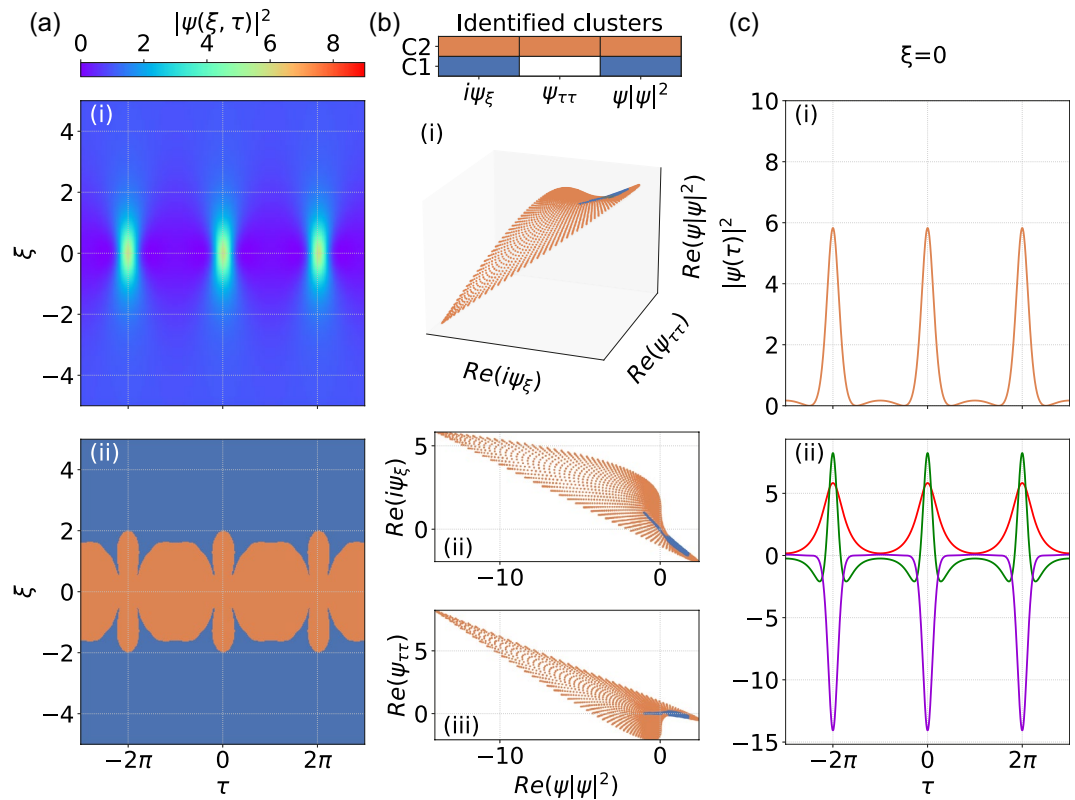 (a)
|ψ(ξ, τ)|²
0 2 4 6 8
(i)
4
2
0
−2
−4
ξ
(ii)
4
2
0
−2
−4
ξ
−2π 0 2π
τ
(b)
Identified clusters
C2
C1
iψ_ξ ψ_ττ ψ|ψ|²
(i)
Re(iψ_ξ)
Re(ψ_ττ)
Re(ψ|ψ|²)
5
0
Re(iψ_ξ)
(ii)
−10 0
5
0
Re(ψ_ττ)
(iii)
−10 0
Re(ψ|ψ|²)
(c)
ξ=0
(i)
10
8
6
4
2
0
|ψ(τ)|²
(ii)
5
0
−5
−10
−15
−2π 0 2π
τ